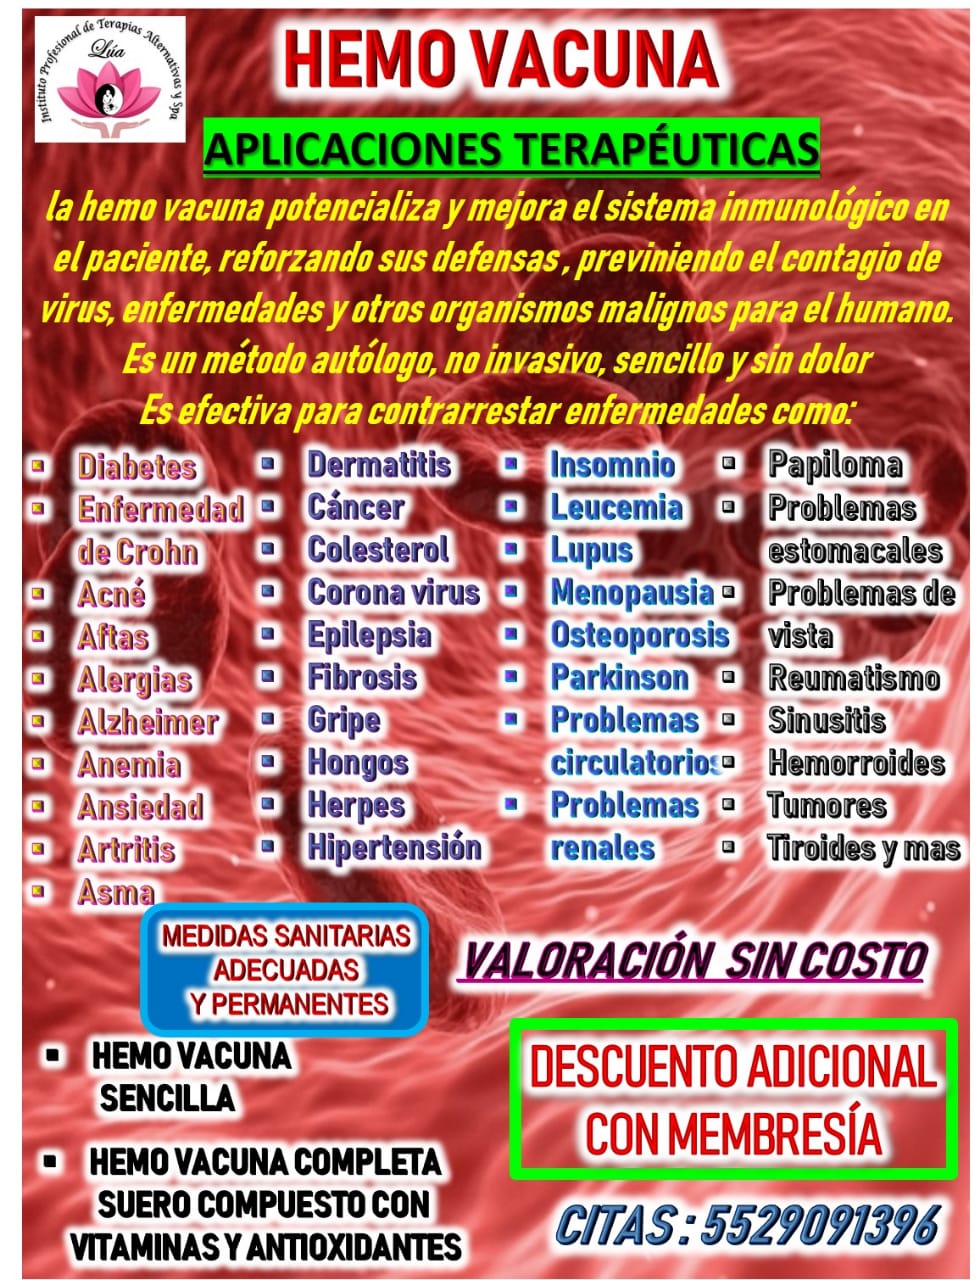 Instituto Profesional de Terapias Alternativas y Spa
Lúa
HEMO VACUNA
APLICACIONES TERAPÉUTICAS
la hemo vacuna potencializa y mejora el sistema inmunológico en
el paciente, reforzando sus defensas , previniendo el contagio de
virus, enfermedades y otros organismos malignos para el humano.
Es un método autólogo, no invasivo, sencillo y sin dolor
Es efectiva para contrarrestar enfermedades como:
▪ Diabetes
▪ Enfermedad
de Crohn
▪ Acné
▪ Aftas
▪ Alergias
▪ Alzheimer
▪ Anemia
▪ Ansiedad
▪ Artritis
▪ Asma
▪ Dermatitis
▪ Cáncer
▪ Colesterol
▪ Corona virus
▪ Epilepsia
▪ Fibrosis
▪ Gripe
▪ Hongos
▪ Herpes
▪ Hipertensión
▪ Insomnio
▪ Leucemia
▪ Lupus
▪ Menopausia
▪ Osteoporosis
▪ Parkinson
▪ Problemas
circulatorios
▪ Problemas
renales
▪ Papiloma
▪ Problemas
estomacales
▪ Problemas de
vista
▪ Reumatismo
▪ Sinusitis
▪ Hemorroides
▪ Tumores
▪ Tiroides y mas
MEDIDAS SANITARIAS
ADECUADAS
Y PERMANENTES
VALORACIÓN SIN COSTO
▪ HEMO VACUNA
SENCILLA
▪ HEMO VACUNA COMPLETA
SUERO COMPUESTO CON
VITAMINAS Y ANTIOXIDANTES
DESCUENTO ADICIONAL
CON MEMBRESÍA
CITAS : 5529091396